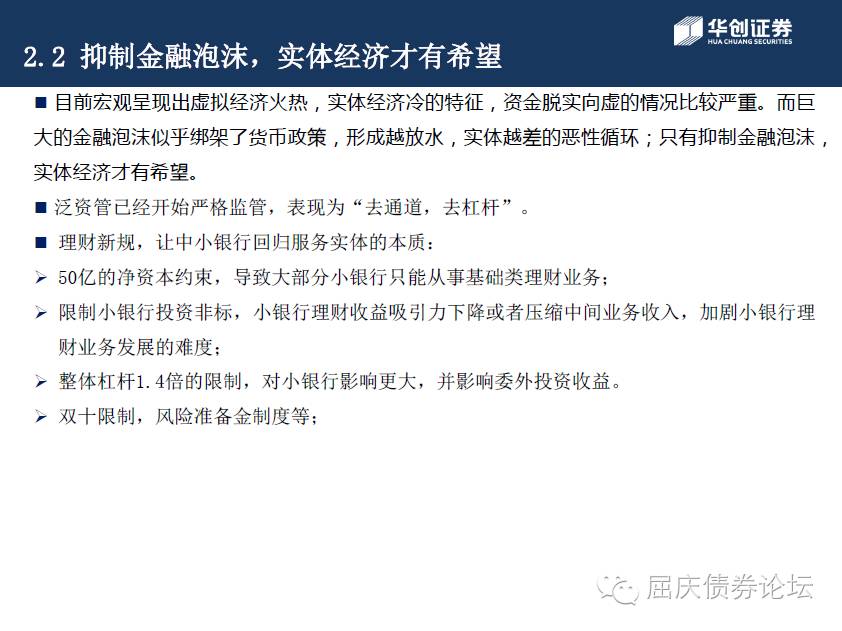 2.2 抑制金融泡沫，实体经济才有希望
华创证券
HUA CHUANG SECURITIES
■ 目前宏观呈现出虚拟经济火热，实体经济冷的特征，资金脱实向虚的情况比较严重。而巨
大的金融泡沫似乎绑架了货币政策，形成越放水，实体越差的恶性循环；只有抑制金融泡沫，
实体经济才有希望。
■ 泛资管已经开始严格监管，表现为“去通道，去杠杆”。
■ 理财新规，让中小银行回归服务实体的本质：
➢ 50亿的净资本约束，导致大部分小银行只能从事基础类理财业务；
➢ 限制小银行投资非标，小银行理财收益吸引力下降或者压缩中间业务收入，加剧小银行理
财业务发展的难度；
➢ 整体杠杆1.4倍的限制，对小银行影响更大，并影响委外投资收益。
➢ 双十限制，风险准备金制度等；
屈庆债券论坛